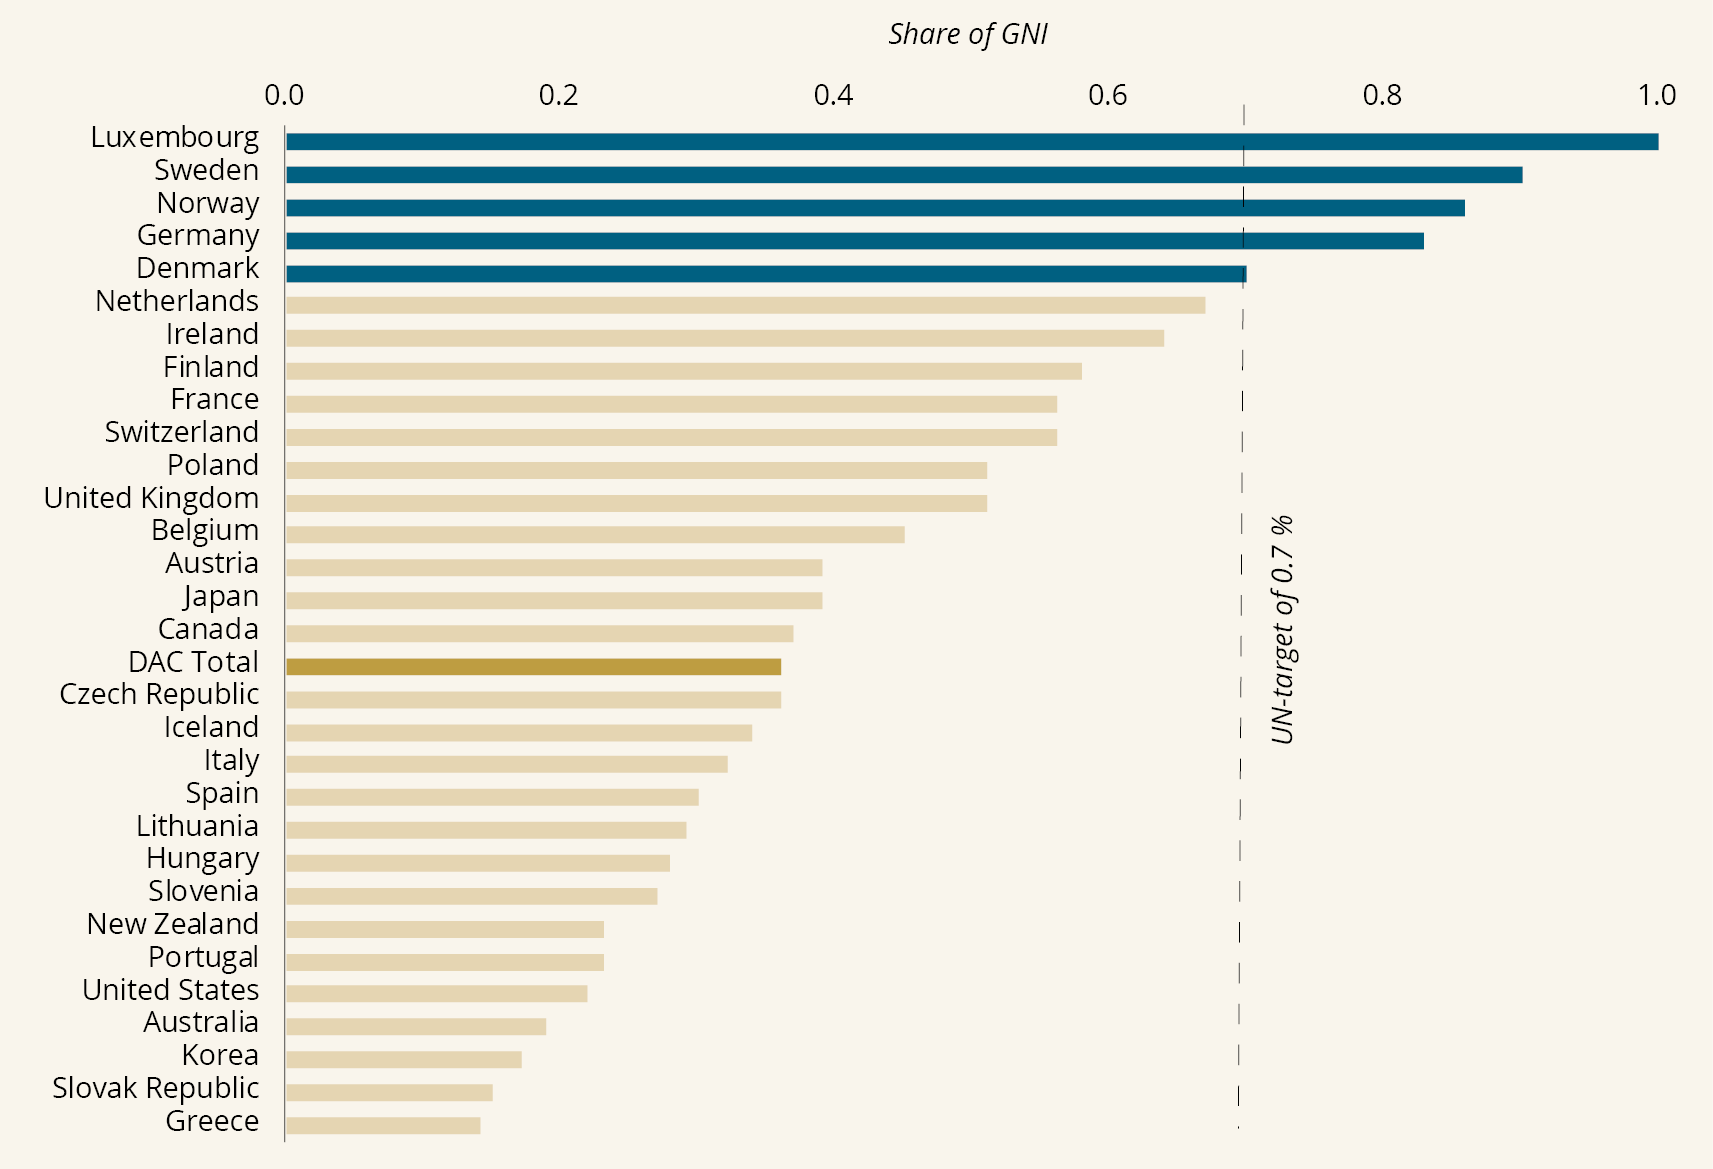 Share of GNI
0.0 0.2 0.4 0.6 0.8 1.0
Luxembourg
Sweden
Norway
Germany
Denmark
Netherlands
Ireland
Finland
France
Switzerland
Poland
United Kingdom
Belgium
Austria
Japan
Canada
DAC Total
Czech Republic
Iceland
Italy
Spain
Lithuania
Hungary
Slovenia
New Zealand
Portugal
United States
Australia
Korea
Slovak Republic
Greece
UN-target of 0.7 %